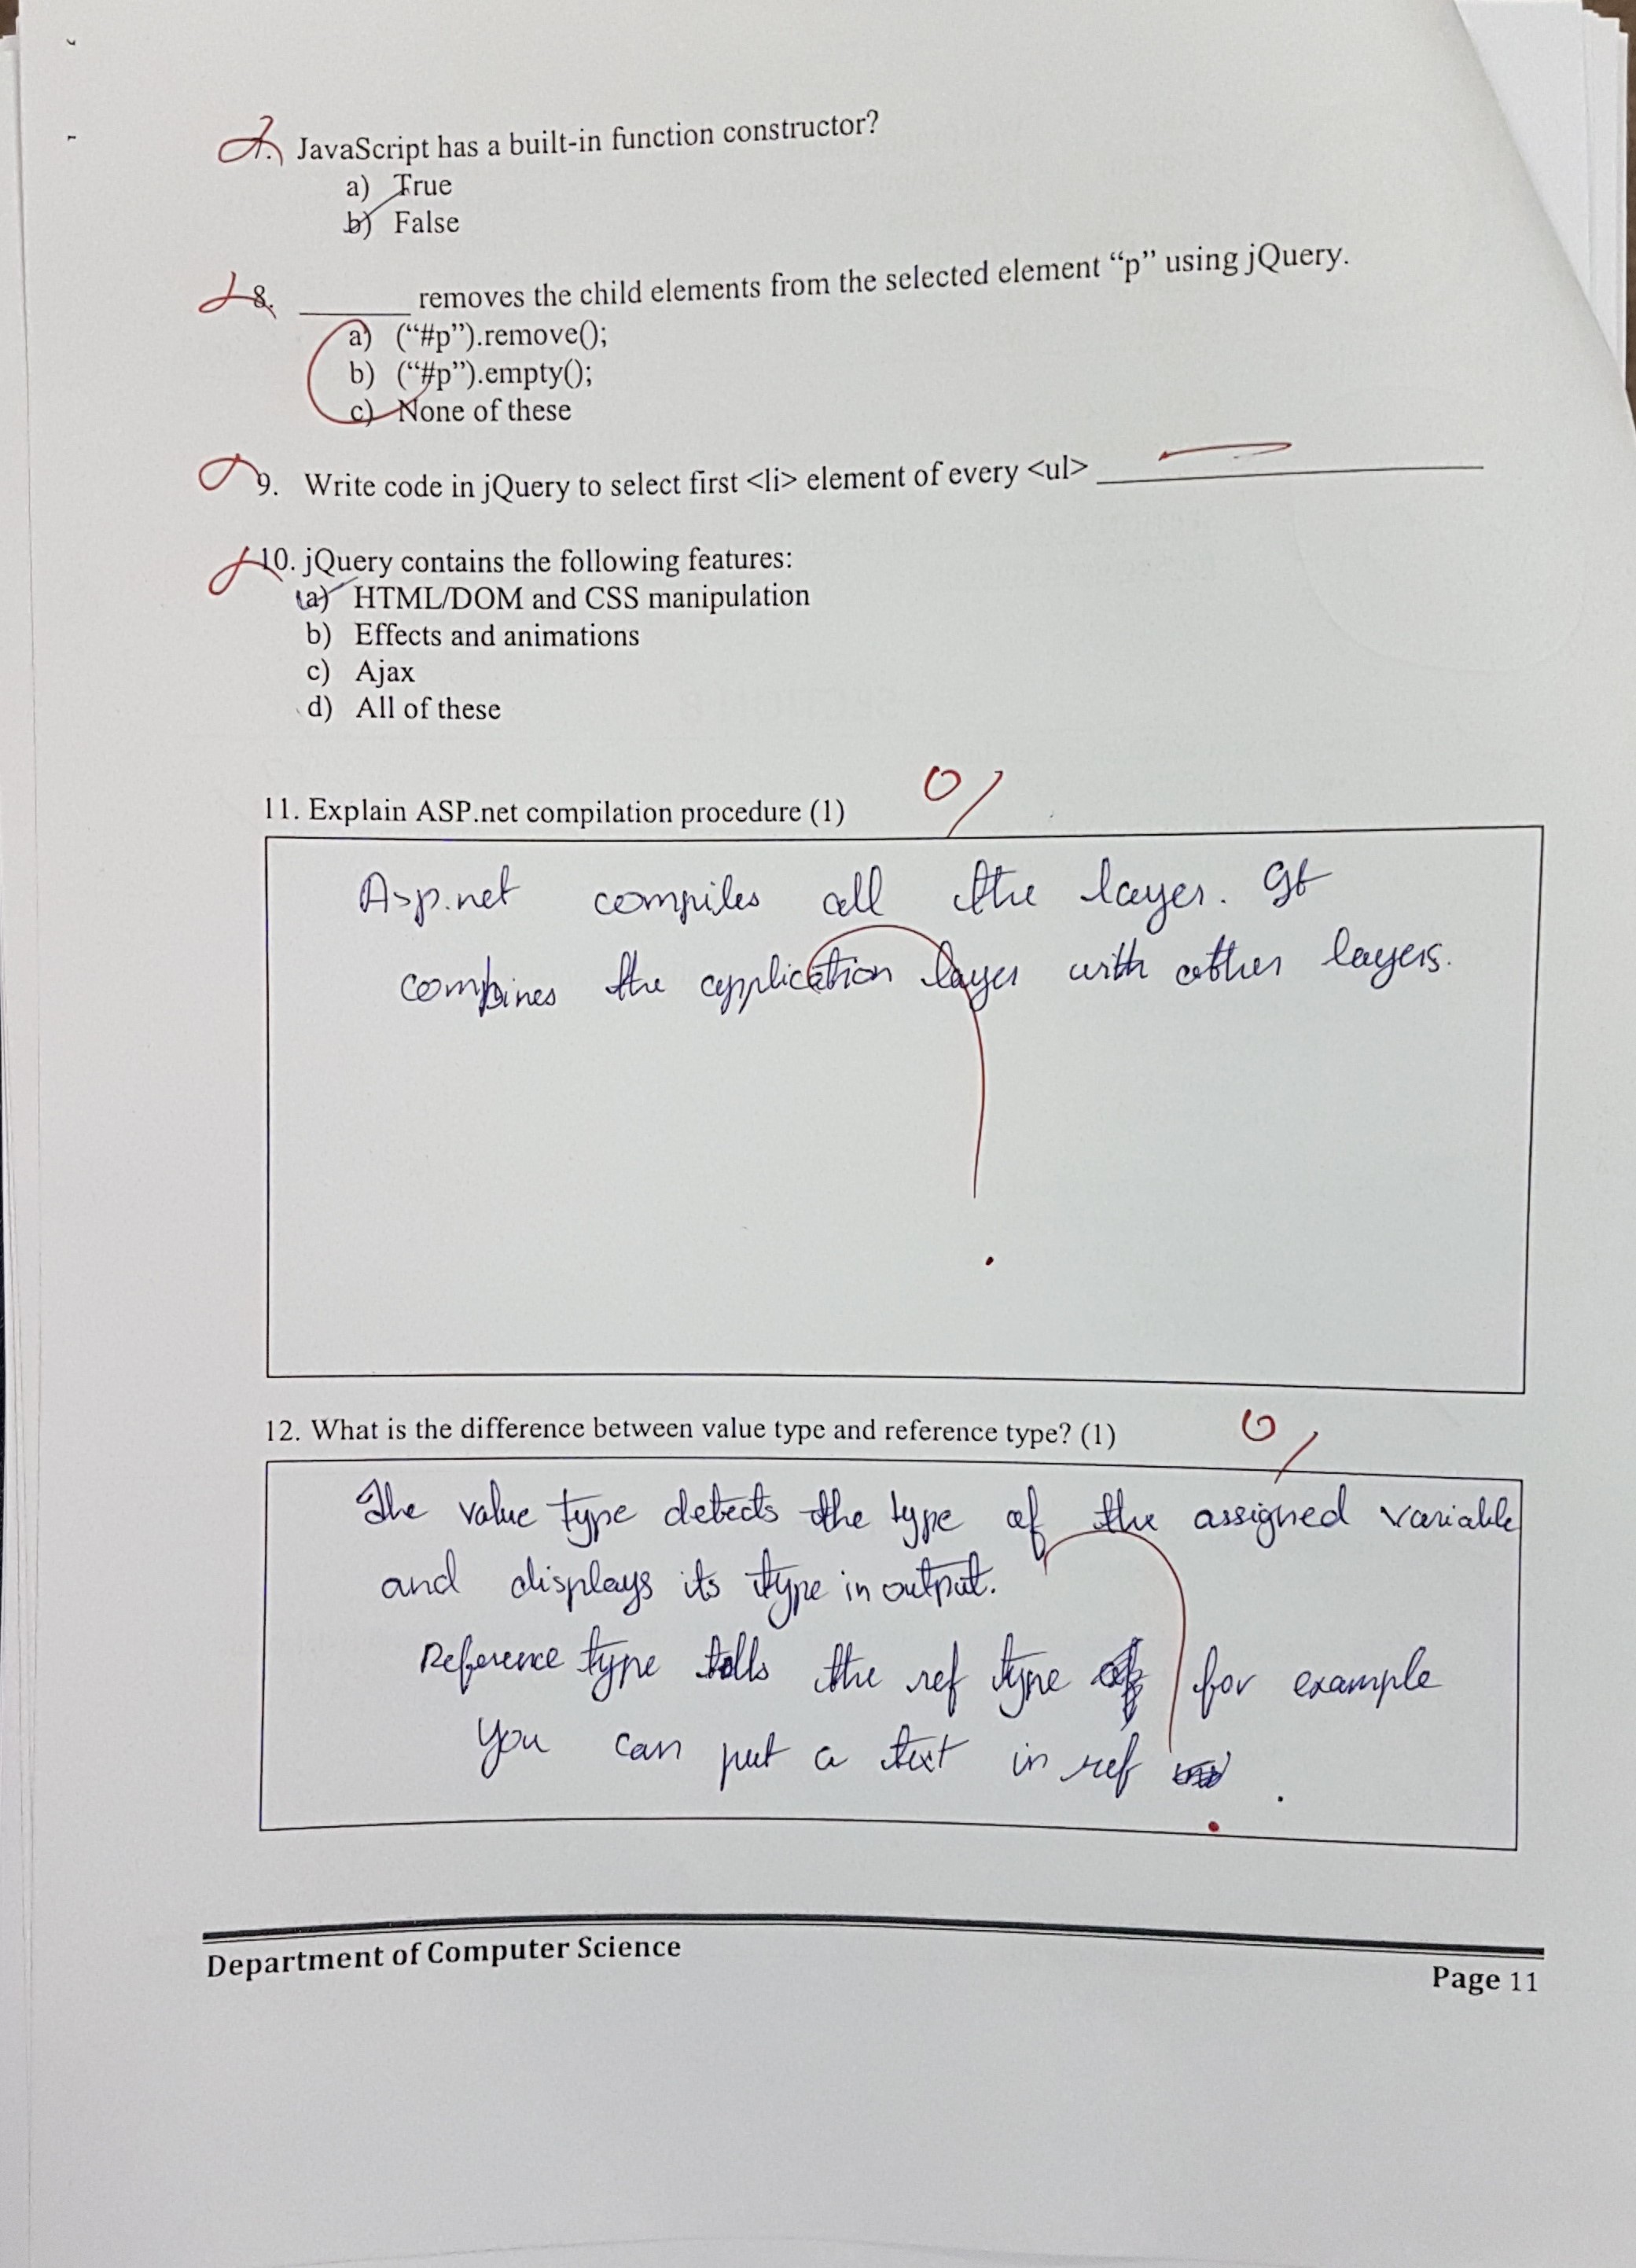 7. JavaScript has a built-in function constructor?
a) True
b) False
8. ______ removes the child elements from the selected element “p” using jQuery.
a) (“#p”).remove();
b) (“#p”).empty();
c) None of these
9. Write code in jQuery to select first <li> element of every <ul> ______
10. jQuery contains the following features:
a) HTML/DOM and CSS manipulation
b) Effects and animations
c) Ajax
d) All of these
11. Explain ASP.net compilation procedure (1)
0/
Asp.net compiles all the layer. It
combines the application layer with other layers.
12. What is the difference between value type and reference type? (1)
0/
The value type detects the type of the assigned variable
and displays its type in output.
Reference type tells the ref type for example
you can put a text in ref .
Department of Computer Science
Page 11